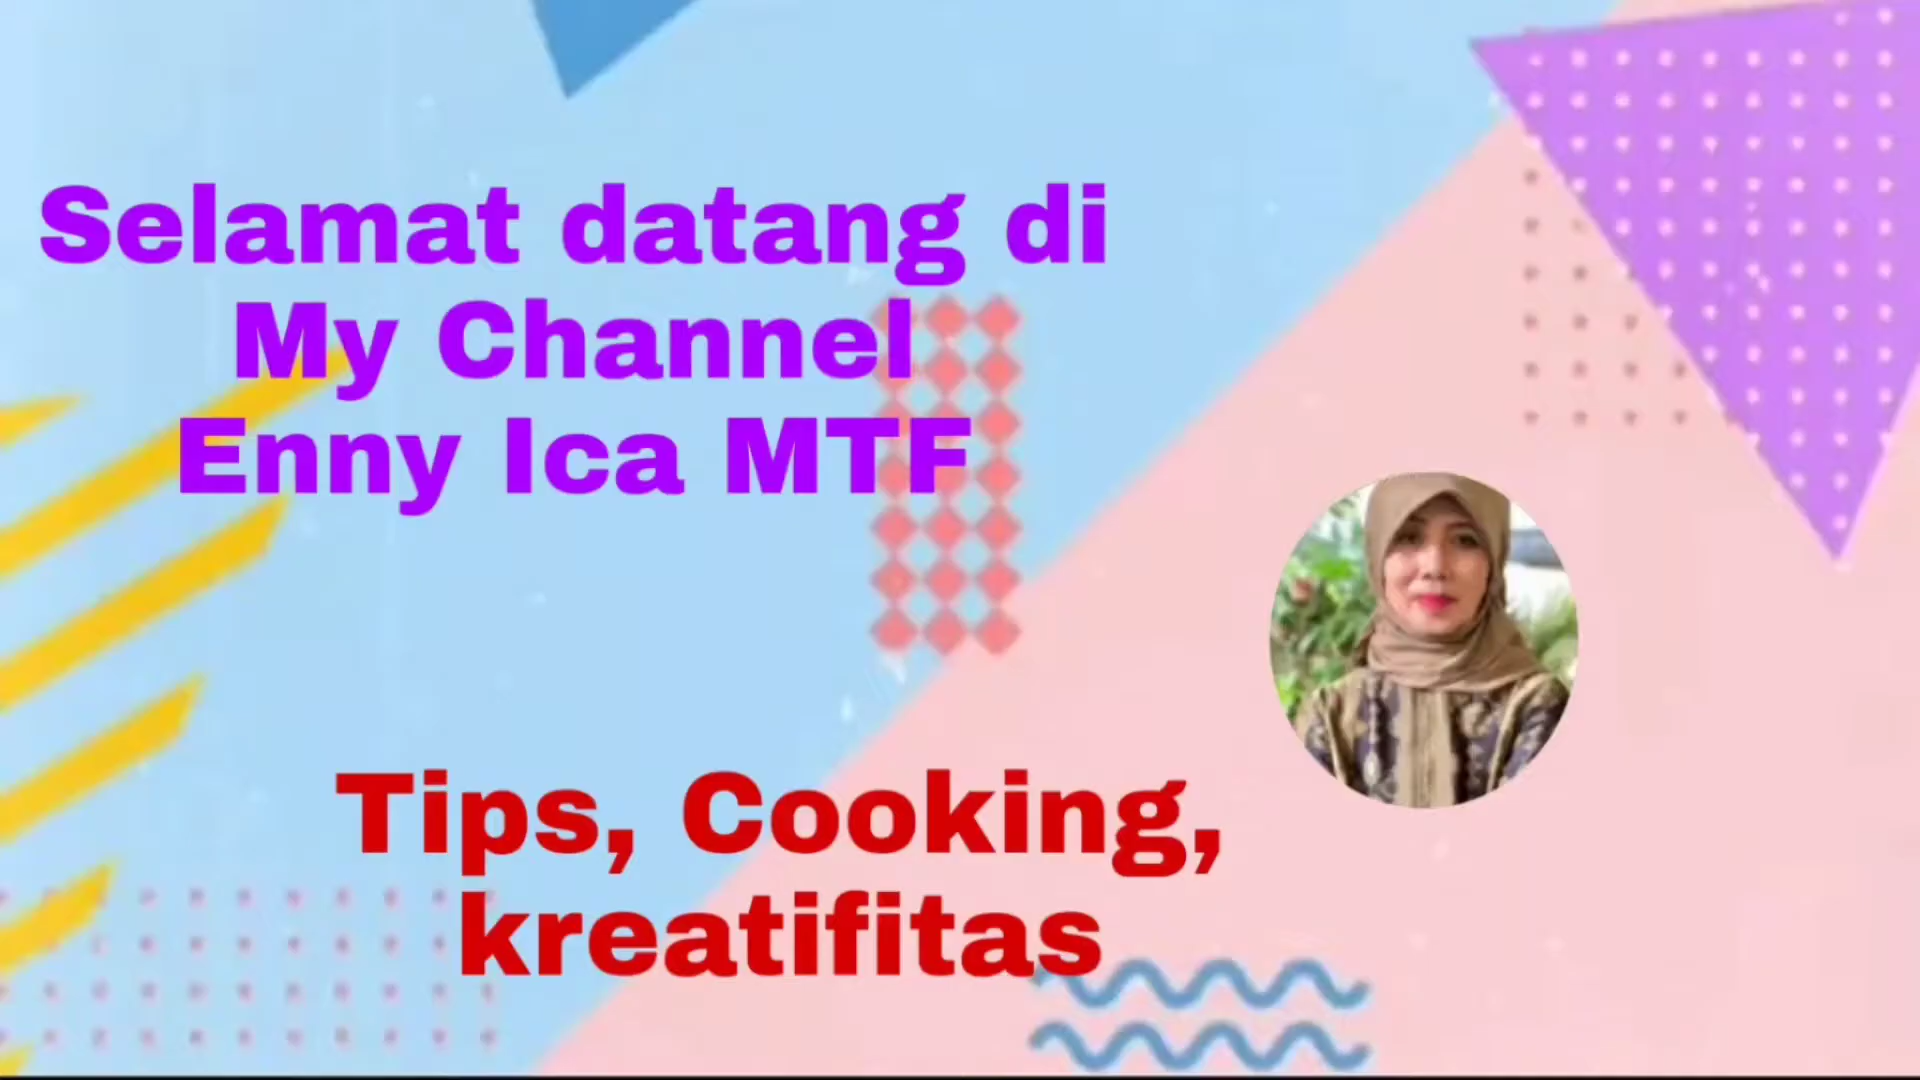 Selamat datang di
My Channel
Enny Ica MTF
Tips, Cooking,
kreatifitas